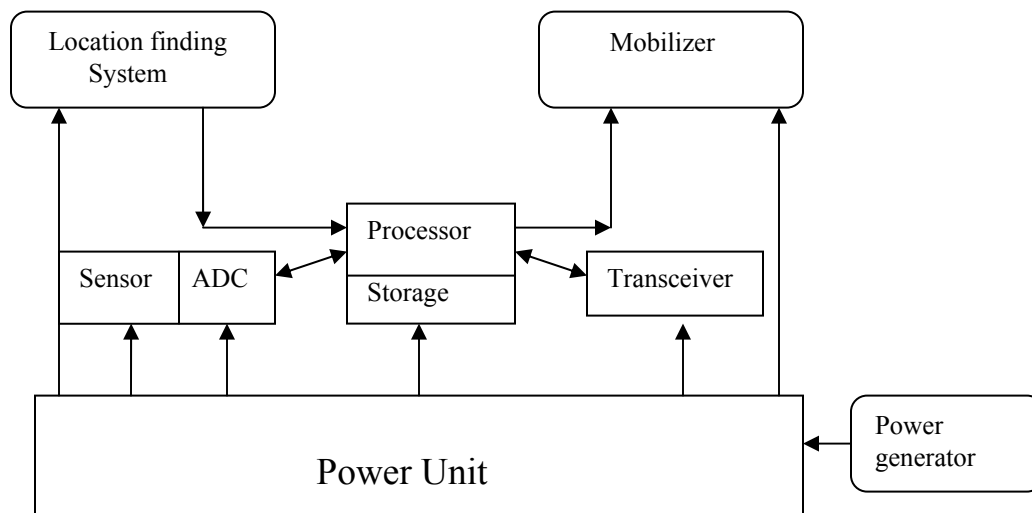 Location finding
System
Mobilizer
Processor
Sensor
ADC
Storage
Transceiver
Power Unit
Power
generator